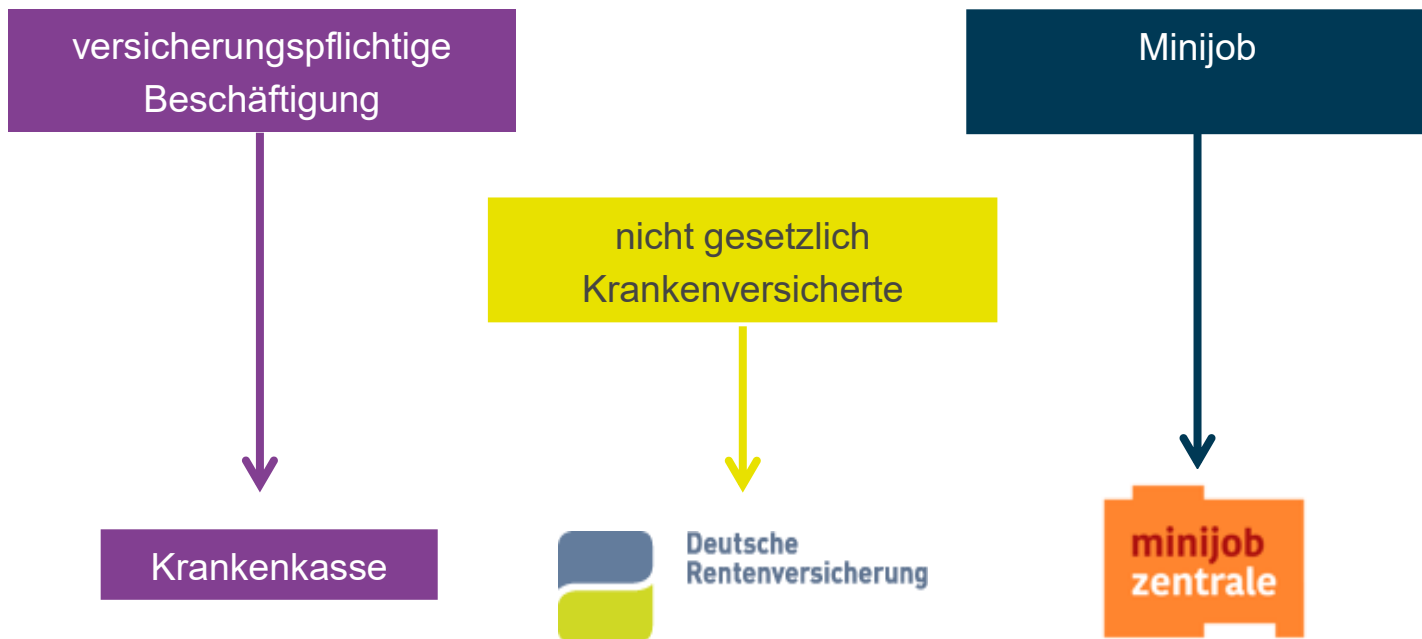 versicherungspflichtige
Beschäftigung
Minijob
nicht gesetzlich
Krankenversicherte
Krankenkasse
Deutsche
Rentenversicherung
minijob
zentrale